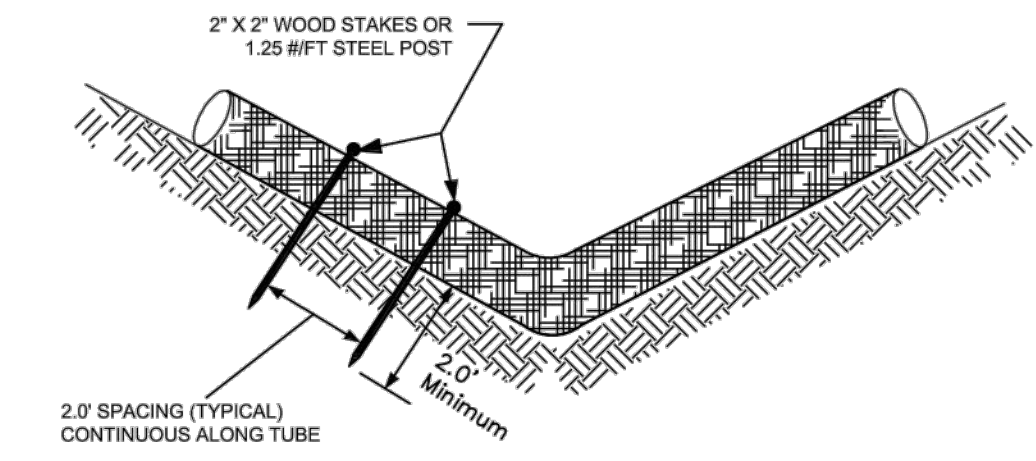 2" X 2" WOOD STAKES OR
1.25 #/FT STEEL POST
2.0'
Minimum
2.0' SPACING (TYPICAL)
CONTINUOUS ALONG TUBE